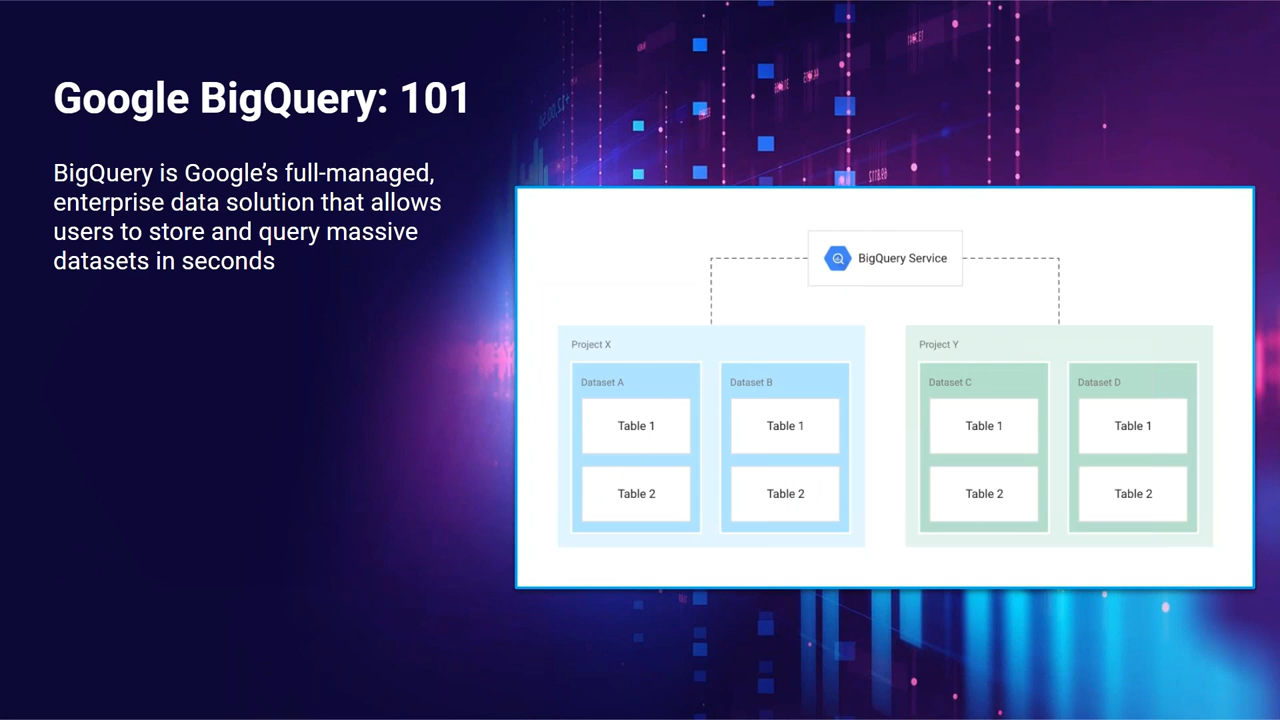 Google BigQuery: 101
BigQuery is Google’s full-managed,
enterprise data solution that allows
users to store and query massive
datasets in seconds
BigQuery Service
Project X
Dataset A
Table 1
Table 2
Dataset B
Table 1
Table 2
Project Y
Dataset C
Table 1
Table 2
Dataset D
Table 1
Table 2